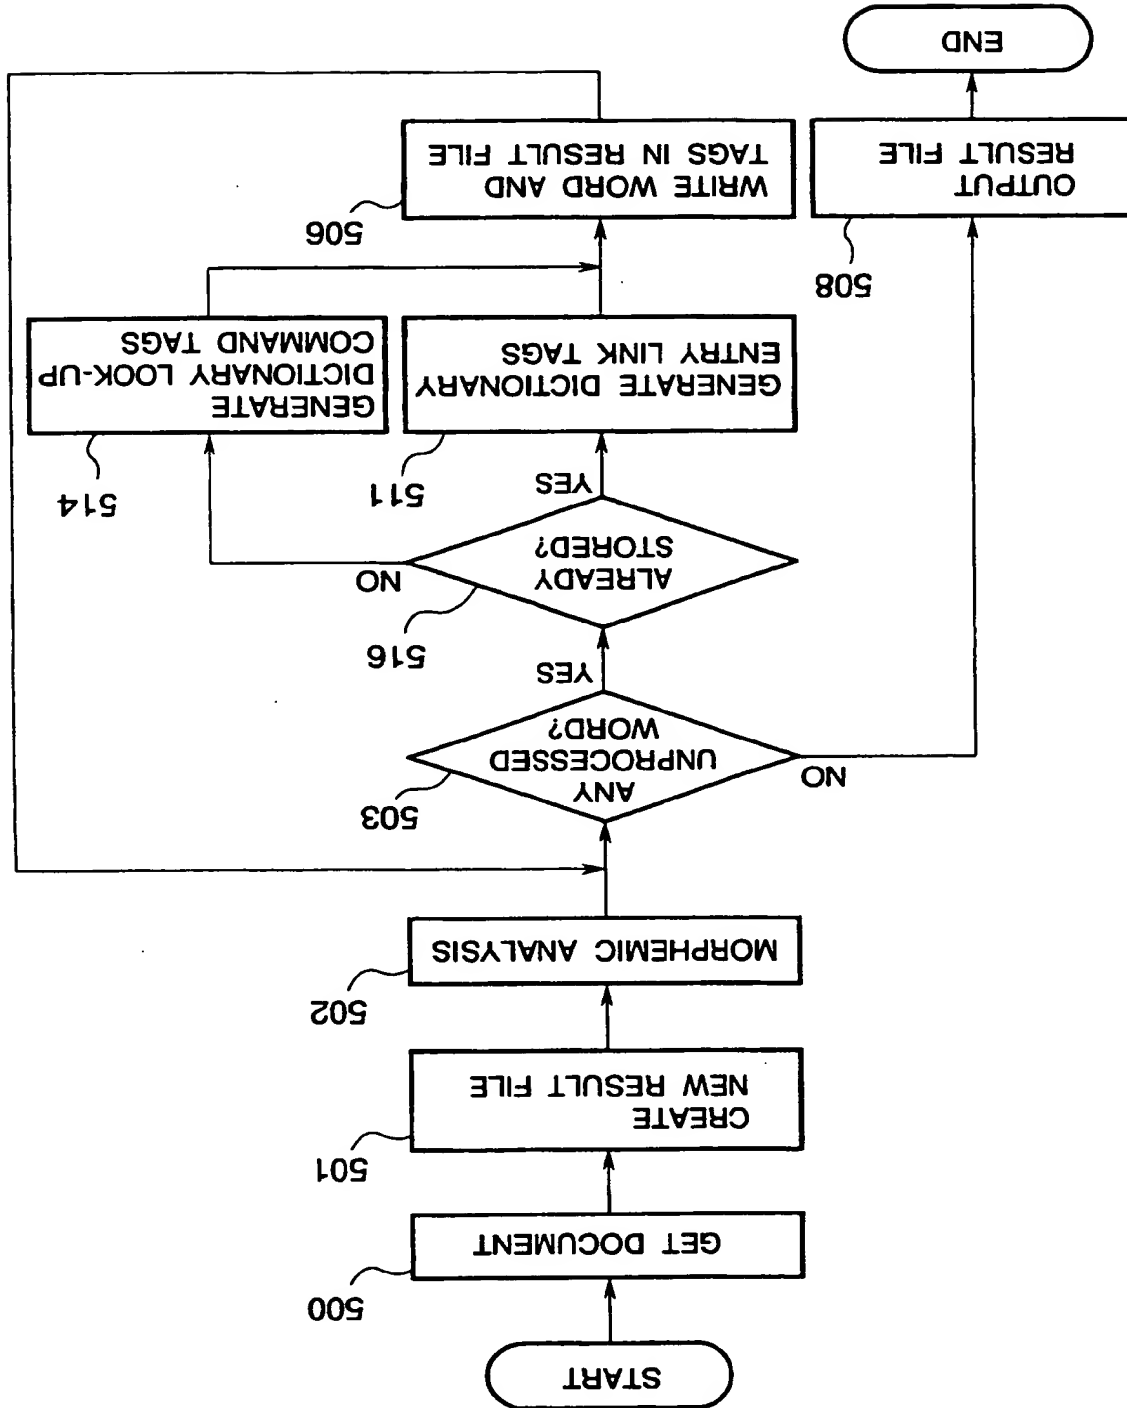 START
GET DOCUMENT
500
CREATE
NEW RESULT FILE
501
MORPHEMIC ANALYSIS
502
ANY
UNPROCESSED
WORD?
503
NO
YES
ALREADY
STORED?
516
NO
YES
GENERATE DICTIONARY
ENTRY LINK TAGS
511
GENERATE
DICTIONARY LOOK-UP
COMMAND TAGS
514
WRITE WORD AND
TAGS IN RESULT FILE
506
OUTPUT
RESULT FILE
508
END